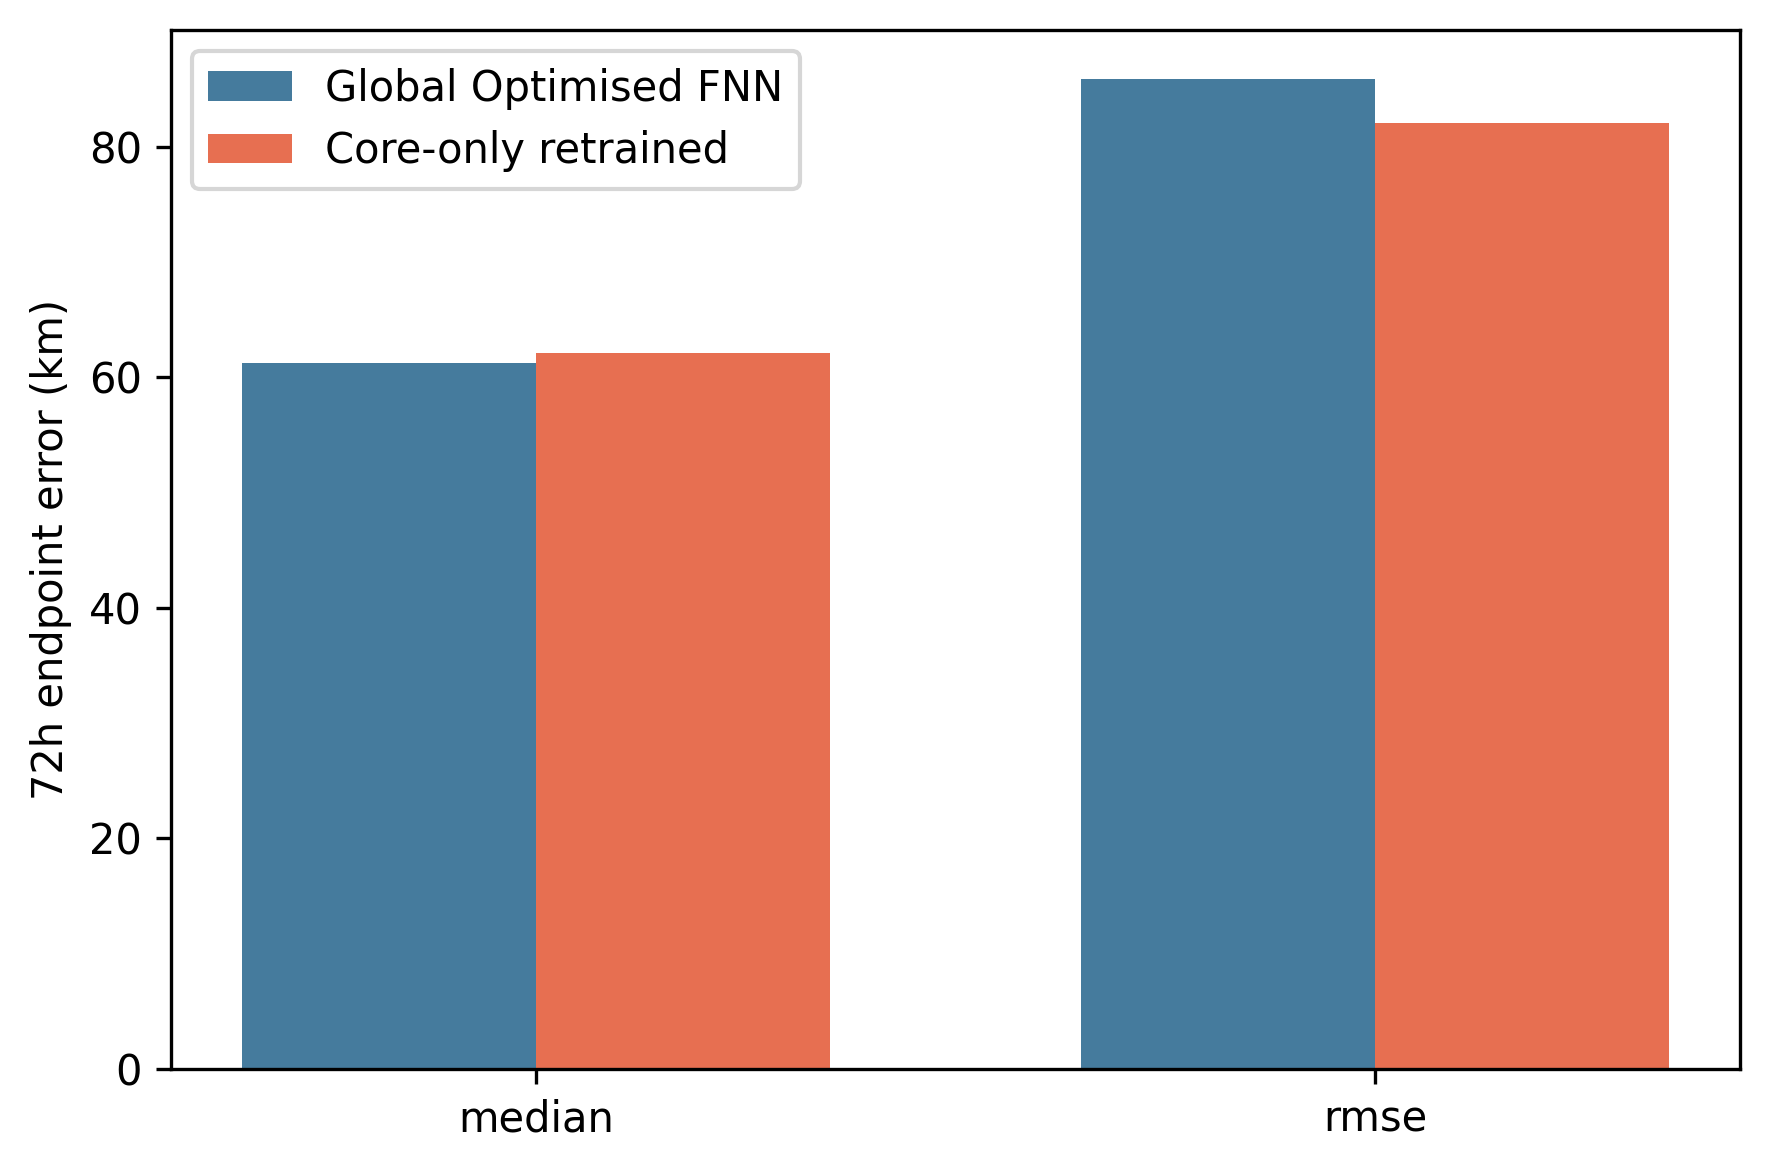 Global Optimised FNN
Core-only retrained
72h endpoint error (km)
80
60
40
20
0
median
rmse